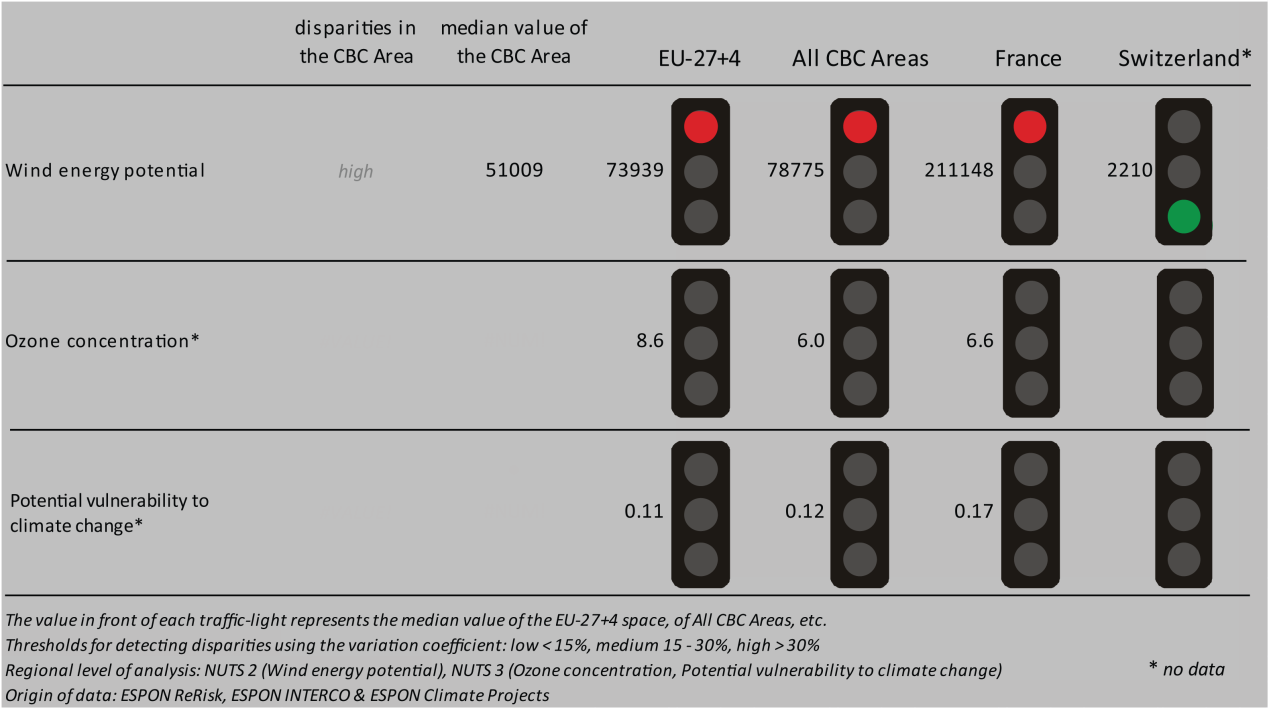 disparities in
the CBC Area
median value of
the CBC Area
EU-27+4
All CBC Areas
France
Switzerland*
Wind energy potential
high
51009
73939
78775
211148
2210
Ozone concentration*
8.6
6.0
6.6
Potential vulnerability to
climate change*
0.11
0.12
0.17
The value in front of each traffic-light represents the median value of the EU-27+4 space, of All CBC Areas, etc.
Thresholds for detecting disparities using the variation coefficient: low < 15%, medium 15 - 30%, high > 30%
Regional level of analysis: NUTS 2 (Wind energy potential), NUTS 3 (Ozone concentration, Potential vulnerability to climate change)
* no data
Origin of data: ESPON ReRisk, ESPON INTERCO & ESPON Climate Projects